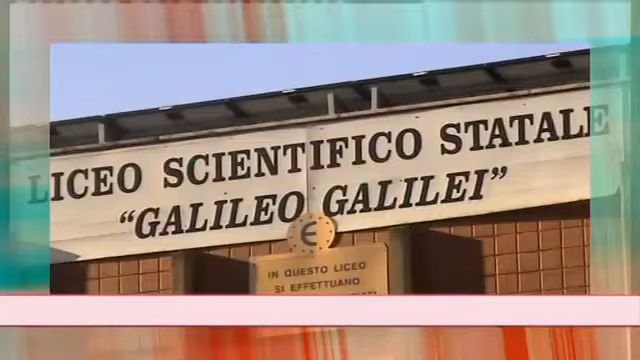 LICEO SCIENTIFICO STATALE
"GALILEO GALILEI"
IN QUESTO LICEO
SI EFFETTUANO